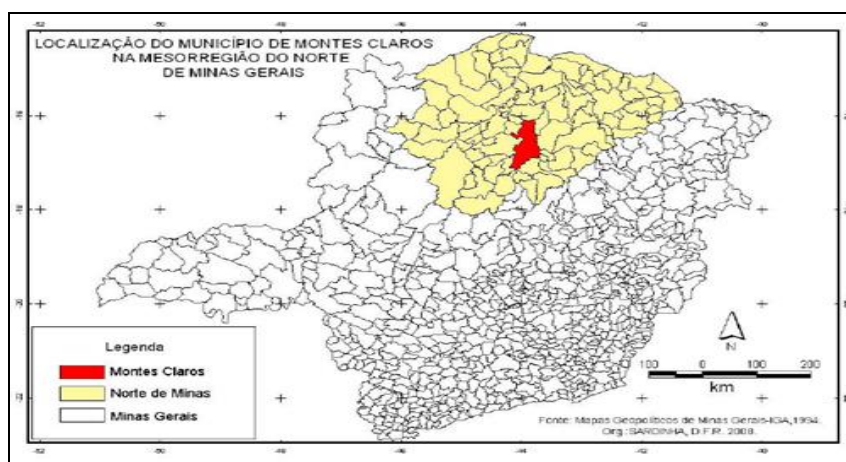 LOCALIZAÇÃO DO MUNICÍPIO DE MONTES CLAROS
NA MESORREGIÃO DO NORTE
DE MINAS GERAIS
Legenda
Montes Claros
Norte de Minas
Minas Gerais
N
100 0 100 200
km
Fonte: Mapas Geopolíticos de Minas Gerais-IGA,1994.
Org.:SARDINHA, D.F.R. 2008.